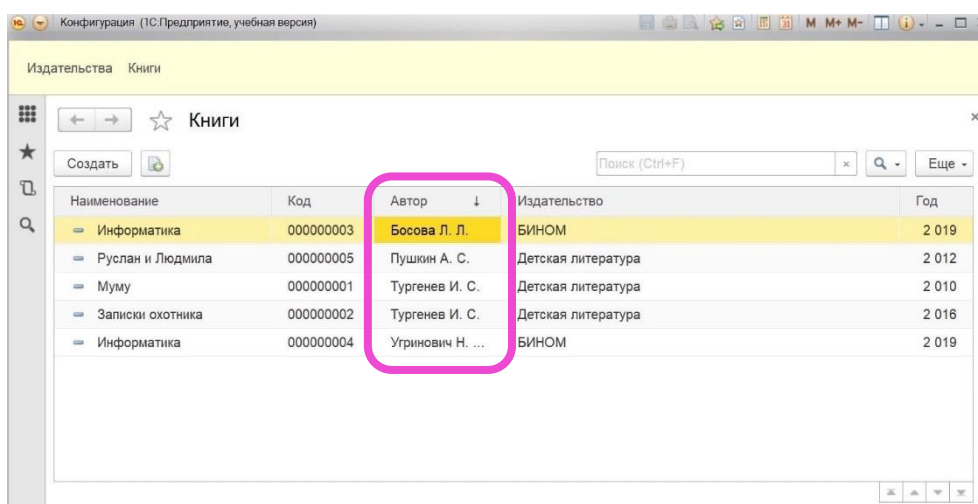 Конфигурация (1С:Предприятие, учебная версия) M M+ M-
Издательства Книги
Книги
Создать Поиск (Ctrl+F) Еще
Наименование Код Автор ↓ Издательство Год
Информатика 000000003 Босова Л. Л. БИНОМ 2 019
Руслан и Людмила 000000005 Пушкин А. С. Детская литература 2 012
Муму 000000001 Тургенев И. С. Детская литература 2 010
Записки охотника 000000002 Тургенев И. С. Детская литература 2 016
Информатика 000000004 Угринович Н. ... БИНОМ 2 019